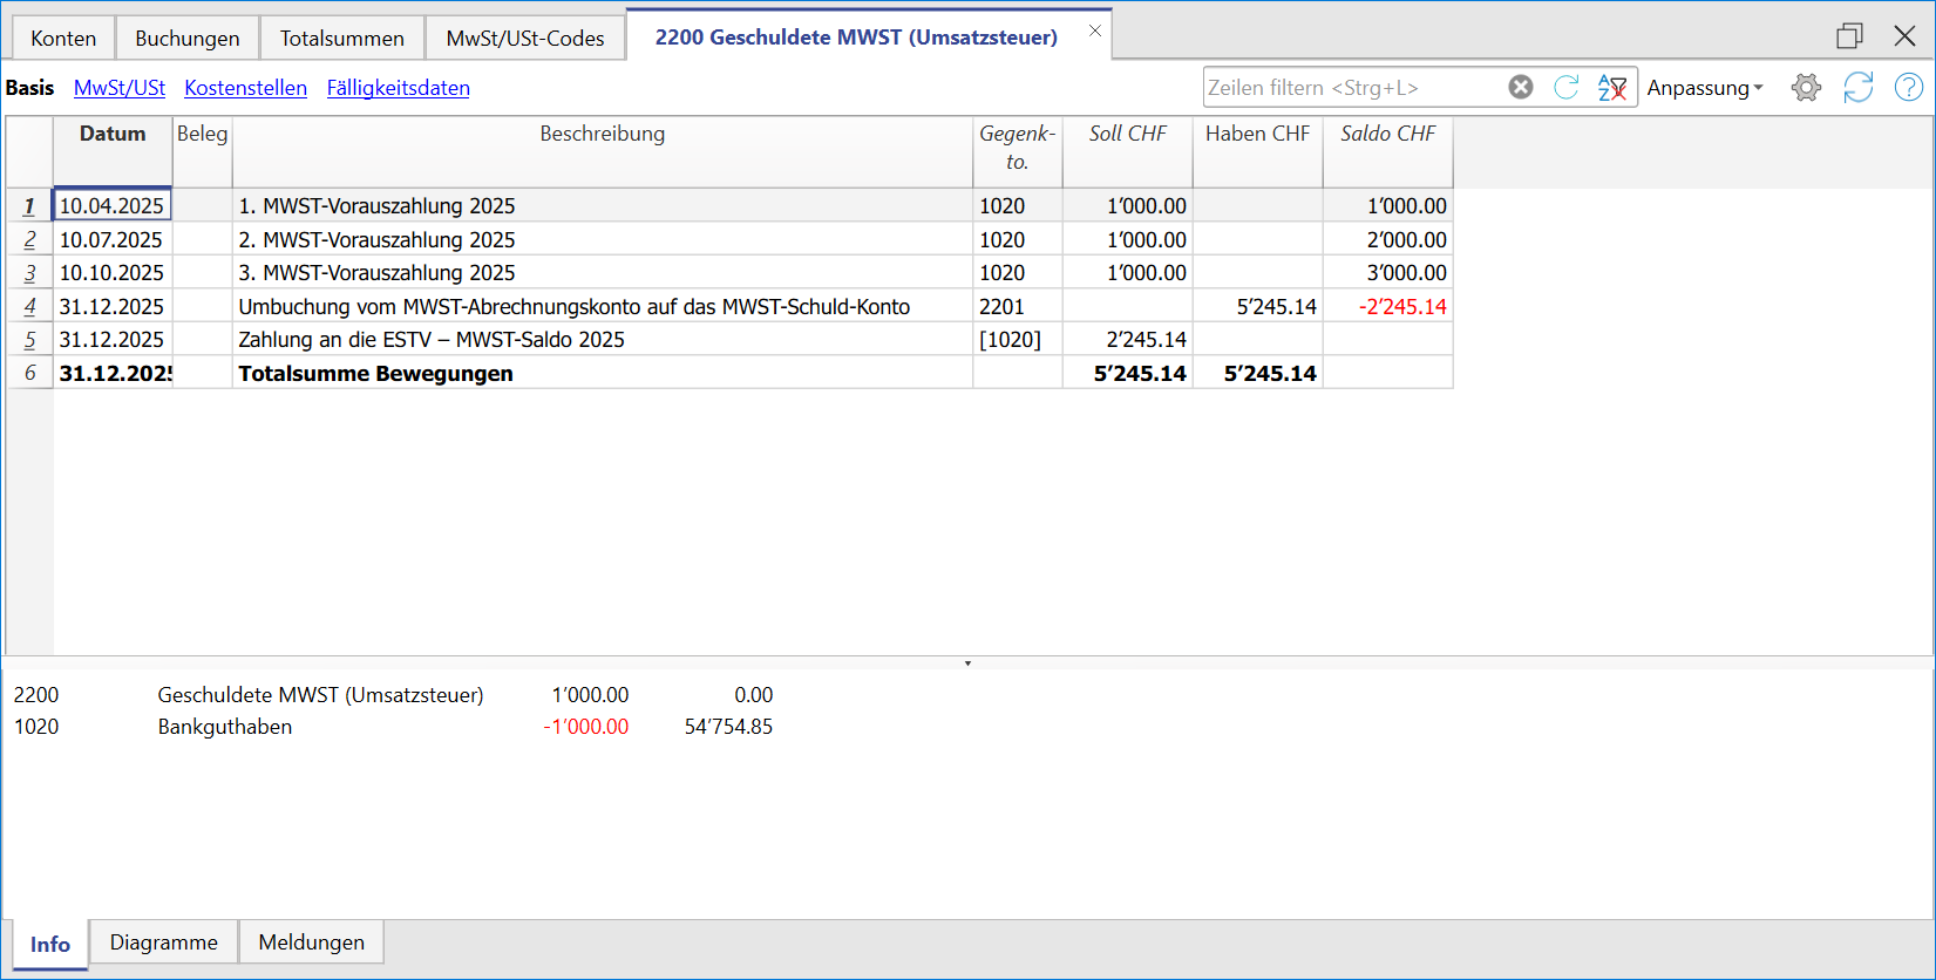 Konten Buchungen Totalsummen MwSt/USt-Codes 2200 Geschuldete MWST (Umsatzsteuer)
Basis MwSt/USt Kostenstellen Fälligkeitsdaten Zeilen filtern <Strg+L> Anpassung
Datum Beleg Beschreibung Gegenk- Soll CHF Haben CHF Saldo CHF
to.
1 10.04.2025 1. MWST-Vorauszahlung 2025 1020 1’000.00 1’000.00
2 10.07.2025 2. MWST-Vorauszahlung 2025 1020 1’000.00 2’000.00
3 10.10.2025 3. MWST-Vorauszahlung 2025 1020 1’000.00 3’000.00
4 31.12.2025 Umbuchung vom MWST-Abrechnungskonto auf das MWST-Schuld-Konto 2201 5’245.14 -2’245.14
5 31.12.2025 Zahlung an die ESTV – MWST-Saldo 2025 [1020] 2’245.14
6 31.12.2025 Totalsumme Bewegungen 5’245.14 5’245.14
2200 Geschuldete MWST (Umsatzsteuer) 1’000.00 0.00
1020 Bankguthaben -1’000.00 54’754.85
Info Diagramme Meldungen